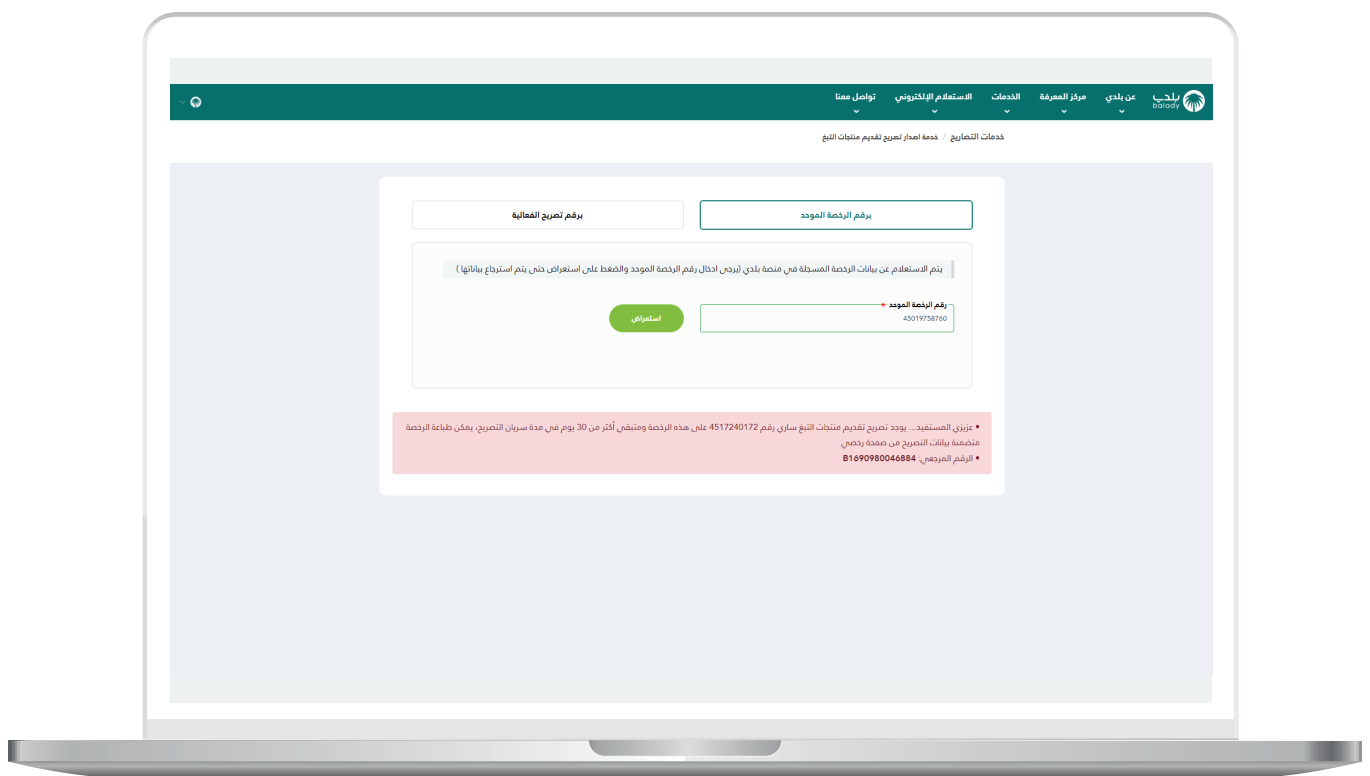 بلدي
balady
عن بلدي
مركز المعرفة
الخدمات
الاستعلام الإلكتروني
تواصل معنا
خدمات التصاريح / خدمة اصدار تصريح تقديم منتجات التبغ
برقم الرخصة الموحد
برقم تصريح الفعالية
يتم الاستعلام عن بيانات الرخصة المسجلة في منصة بلدي (يرجى ادخال رقم الرخصة الموحد والضغط على استعراض حتى يتم استرجاع بياناتها )
رقم الرخصة الموحد *
45019758760
استعراض
• عزيزي المستفيد... يوجد تصريح تقديم منتجات التبغ ساري رقم 4517240172 على هذه الرخصة ومتبقي أكثر من 30 يوم في مدة سريان التصريح، يمكن طباعة الرخصة
متضمنة بيانات التصريح من صفحة رخصي
• الرقم المرجعي: B1690980046884